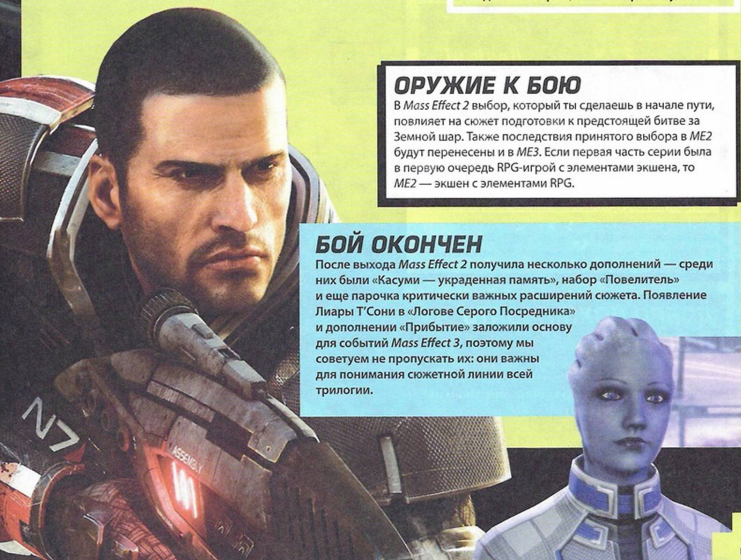 ОРУЖИЕ К БОЮ
В Mass Effect 2 выбор, который ты сделаешь в начале пути,
повлияет на сюжет подготовки к предстоящей битве за
Земной шар. Также последствия принятого выбора в ME2
будут перенесены и в ME3. Если первая часть серии была
в первую очередь RPG-игрой с элементами экшена, то
ME2 — экшен с элементами RPG.
БОЙ ОКОНЧЕН
После выхода Mass Effect 2 получила несколько дополнений — среди
них были «Касуми — украденная память», набор «Повелитель»
и еще парочка критически важных расширений сюжета. Появление
Лиары Т'Сони в «Логове Серого Посредника»
и дополнении «Прибытие» заложили основу
для событий Mass Effect 3, поэтому мы
советуем не пропускать их: они важны
для понимания сюжетной линии всей
трилогии.
N7
ASSEMBLY